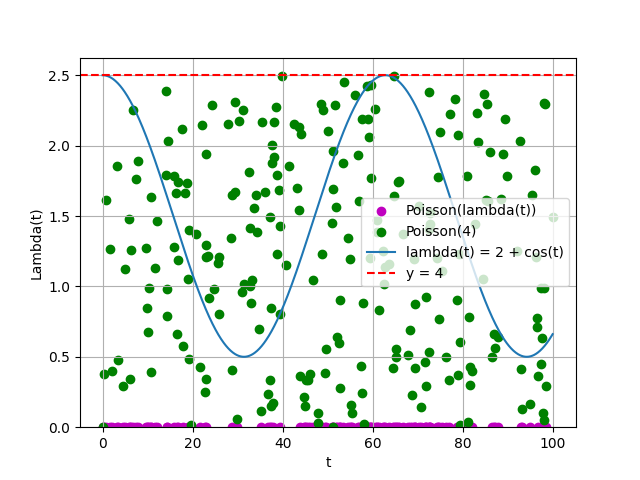 2.5
2.0
1.5
1.0
0.5
0.0
Lambda(t)
Poisson(lambda(t))
Poisson(4)
lambda(t) = 2 + cos(t)
y = 4
0
20
40
60
80
100
t